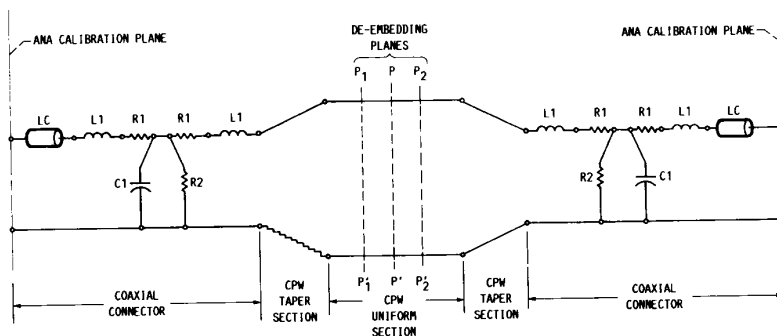 ANA CALIBRATION PLANE
DE-EMBEDDING
PLANES
ANA CALIBRATION PLANE
P1 P P2
LC L1 R1 R1 L1
L1 R1 R1 L1 LC
C1 R2
R2 C1
P'1 P' P'2
COAXIAL
CONNECTOR
CPW
TAPER
SECTION
CPW
UNIFORM
SECTION
CPW
TAPER
SECTION
COAXIAL
CONNECTOR